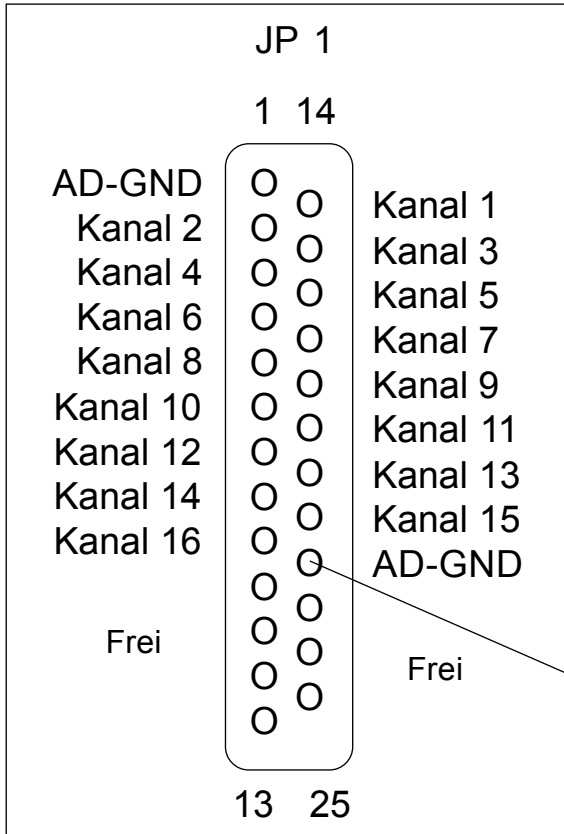 JP 1
1 14
AD-GND
Kanal 2
Kanal 4
Kanal 6
Kanal 8
Kanal 10
Kanal 12
Kanal 14
Kanal 16
Frei
Kanal 1
Kanal 3
Kanal 5
Kanal 7
Kanal 9
Kanal 11
Kanal 13
Kanal 15
AD-GND
Frei
13 25